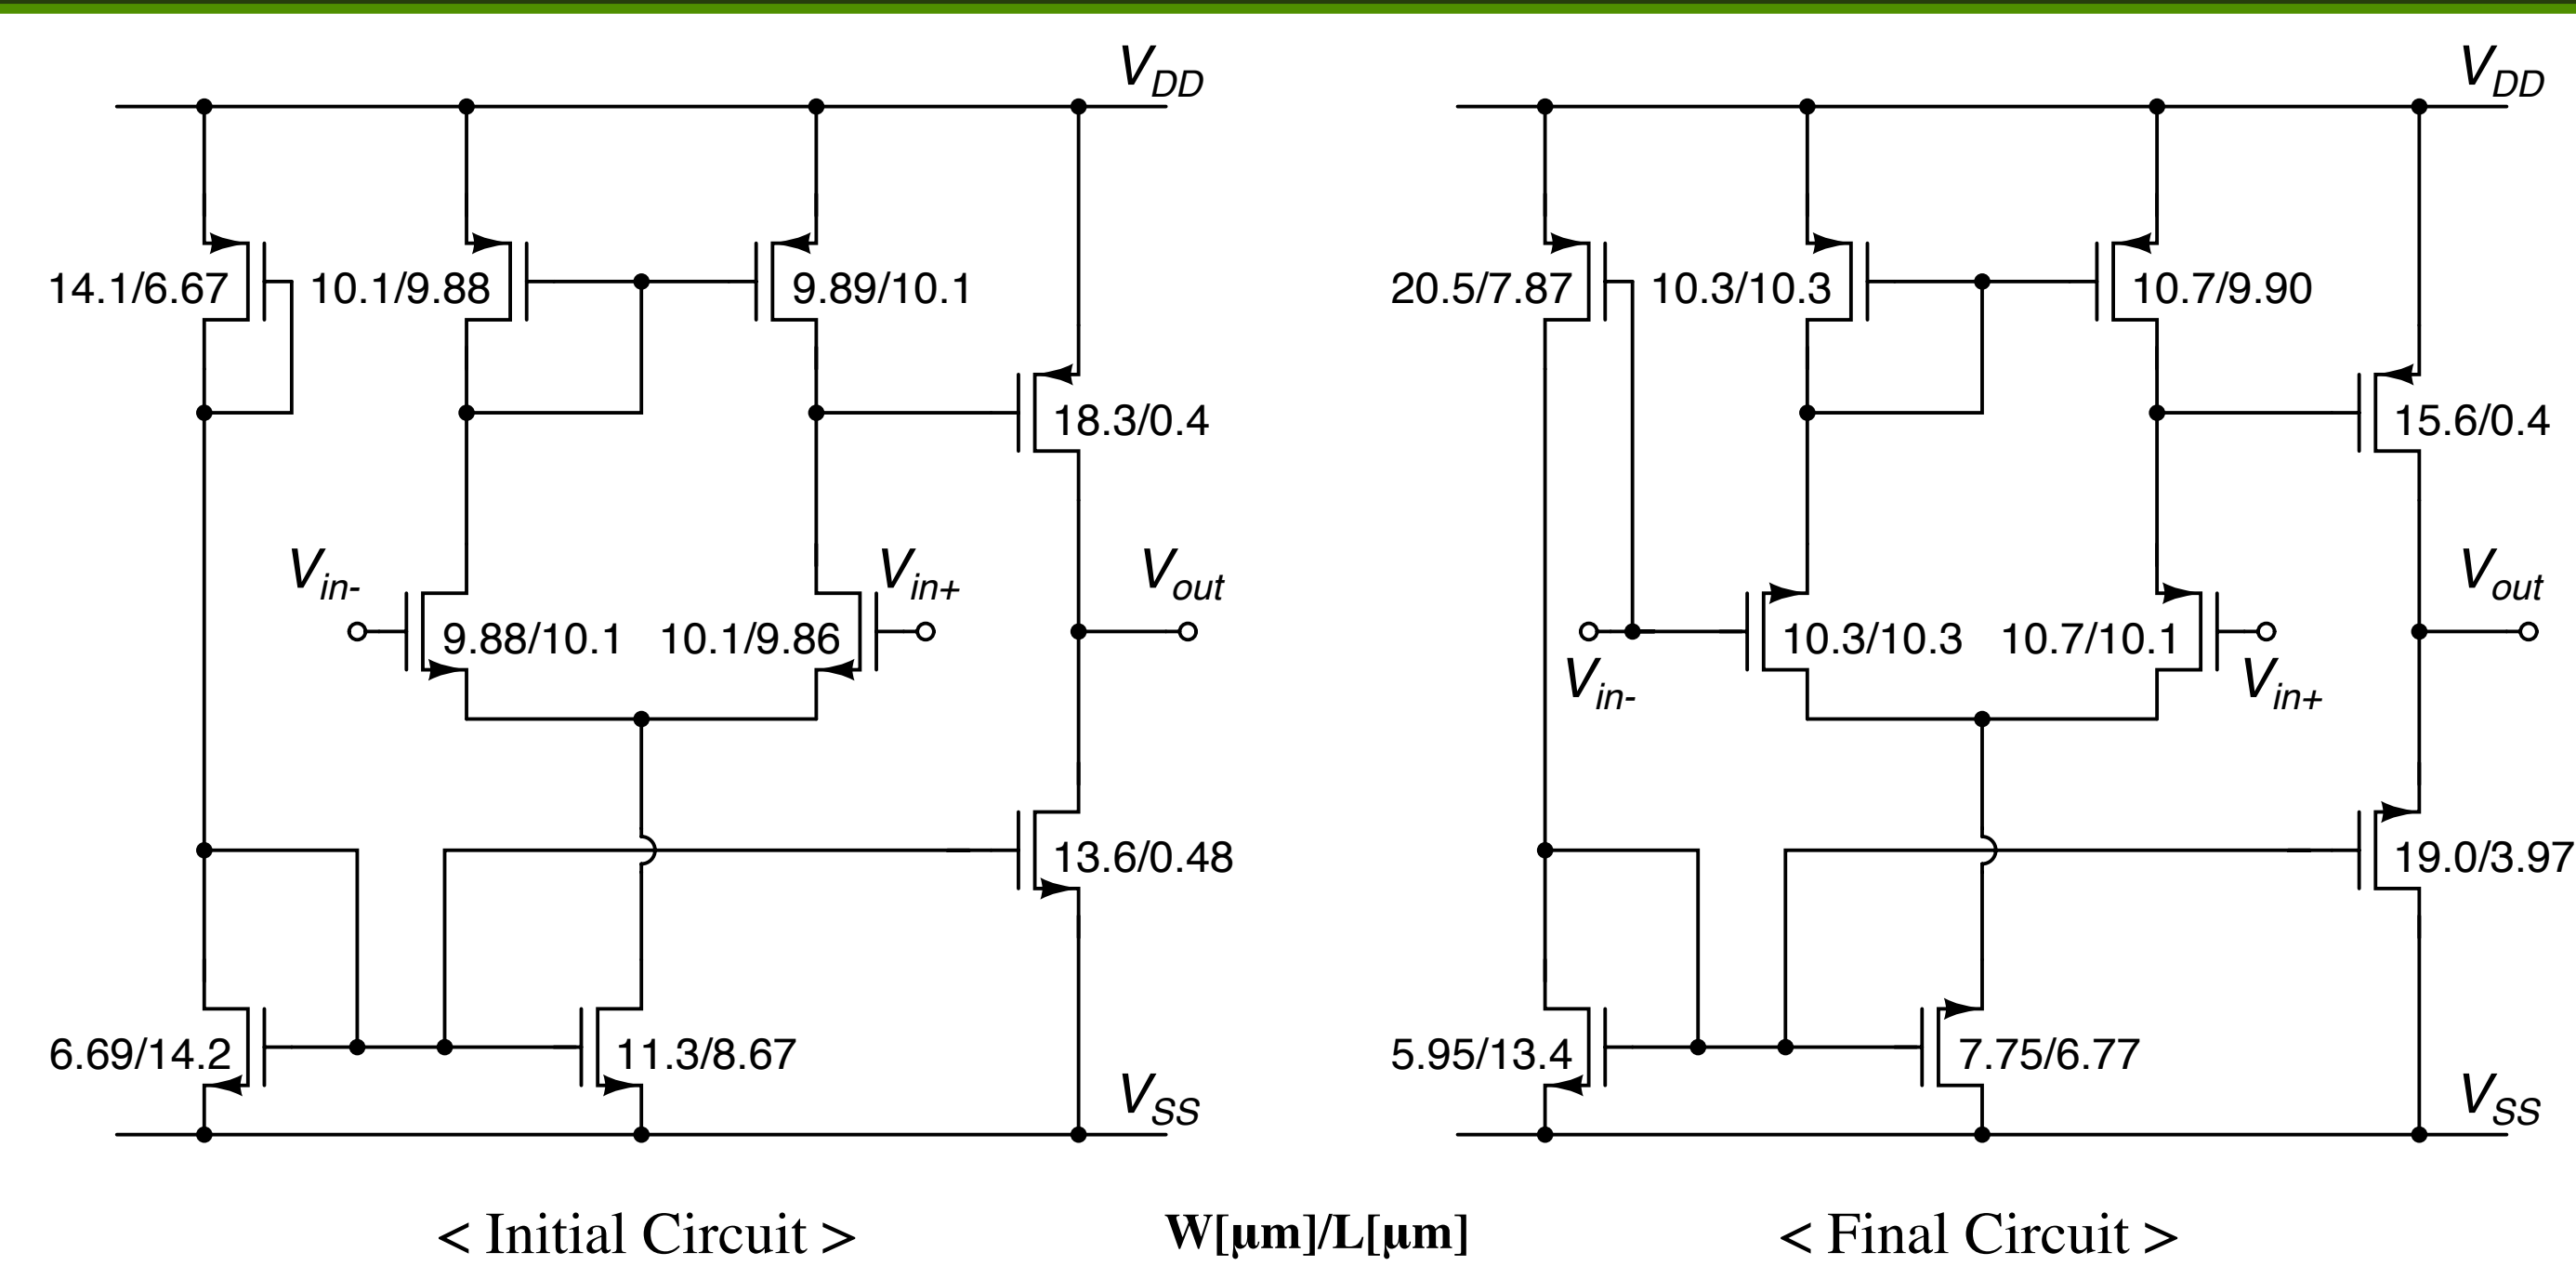 VDD
VDD
14.1/6.67
10.1/9.88
9.89/10.1
20.5/7.87
10.3/10.3
10.7/9.90
18.3/0.4
15.6/0.4
Vin-
Vin+
Vout
Vout
9.88/10.1
10.1/9.86
10.3/10.3
10.7/10.1
Vin-
Vin+
13.6/0.48
19.0/3.97
6.69/14.2
11.3/8.67
5.95/13.4
7.75/6.77
VSS
VSS
< Initial Circuit >
W[μm]/L[μm]
< Final Circuit >